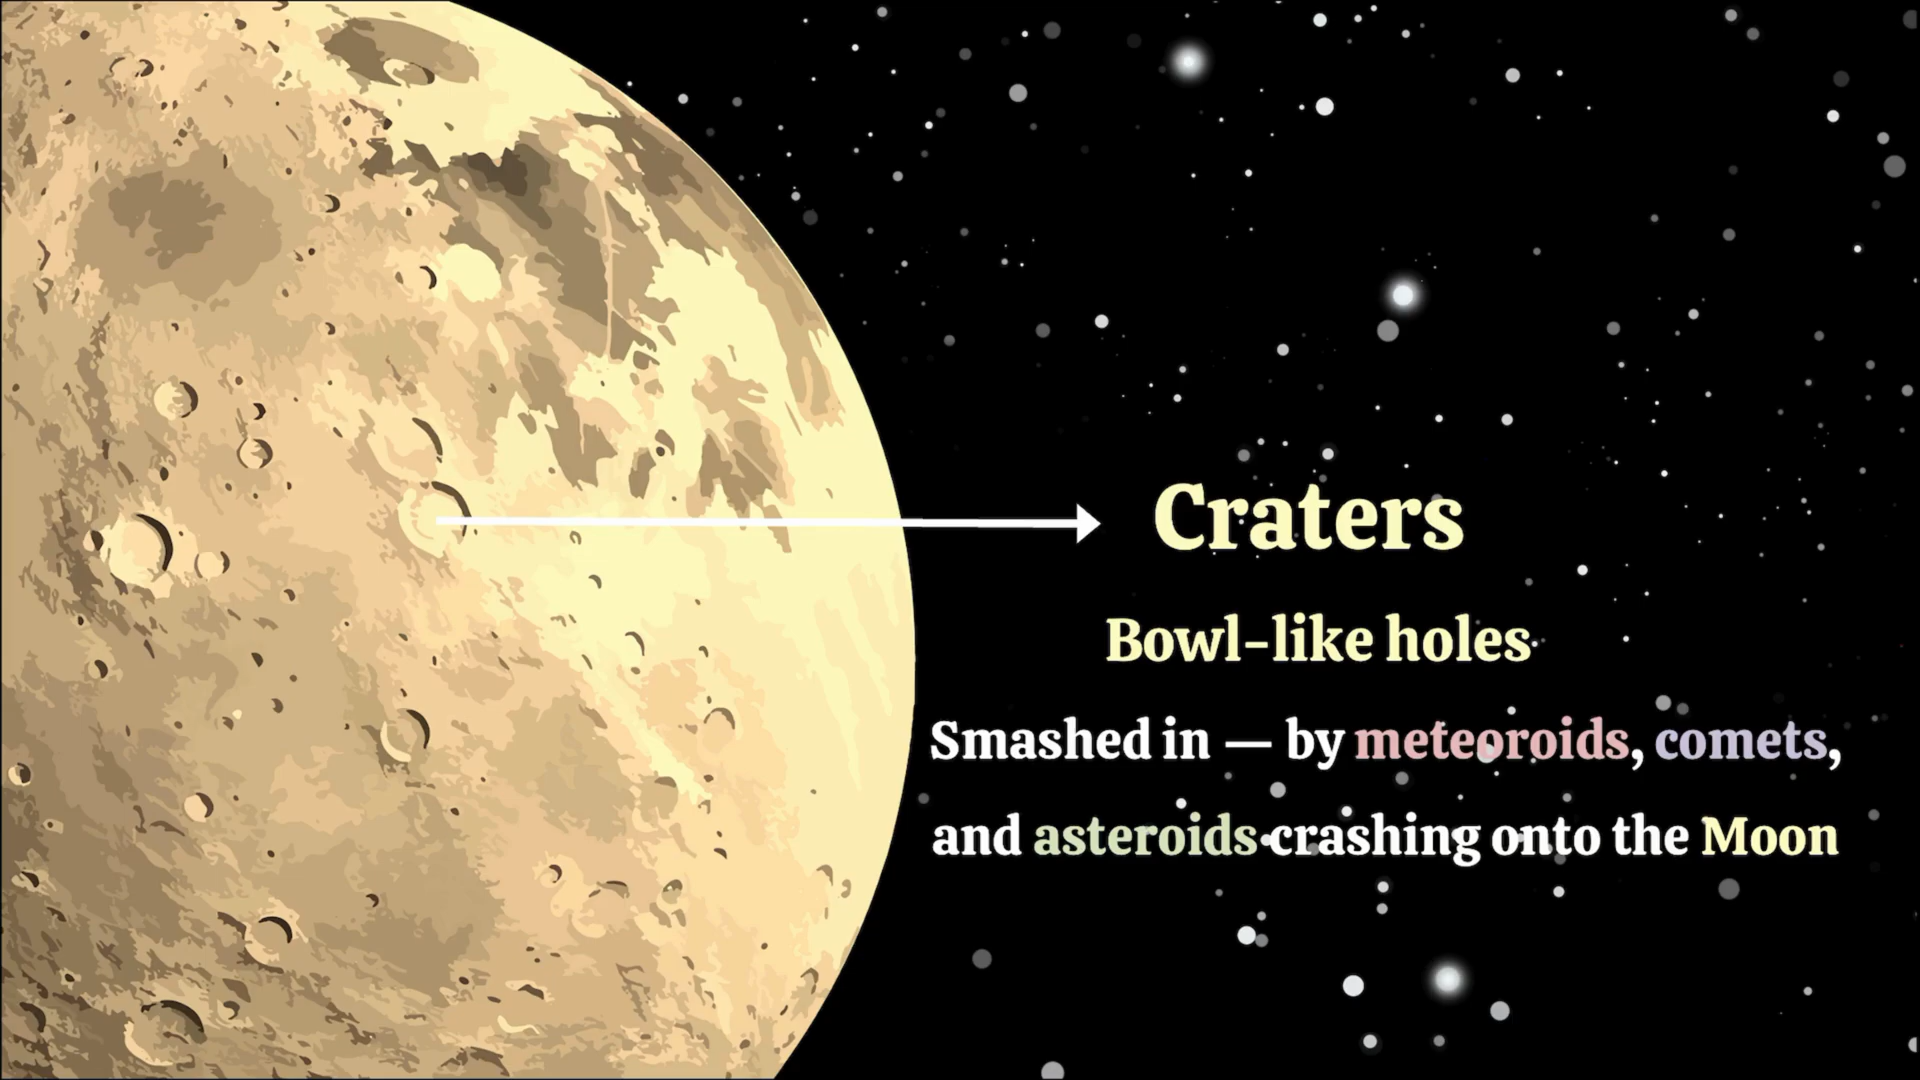 Craters
Bowl-like holes
Smashed in — by meteoroids, comets,
and asteroids crashing onto the Moon